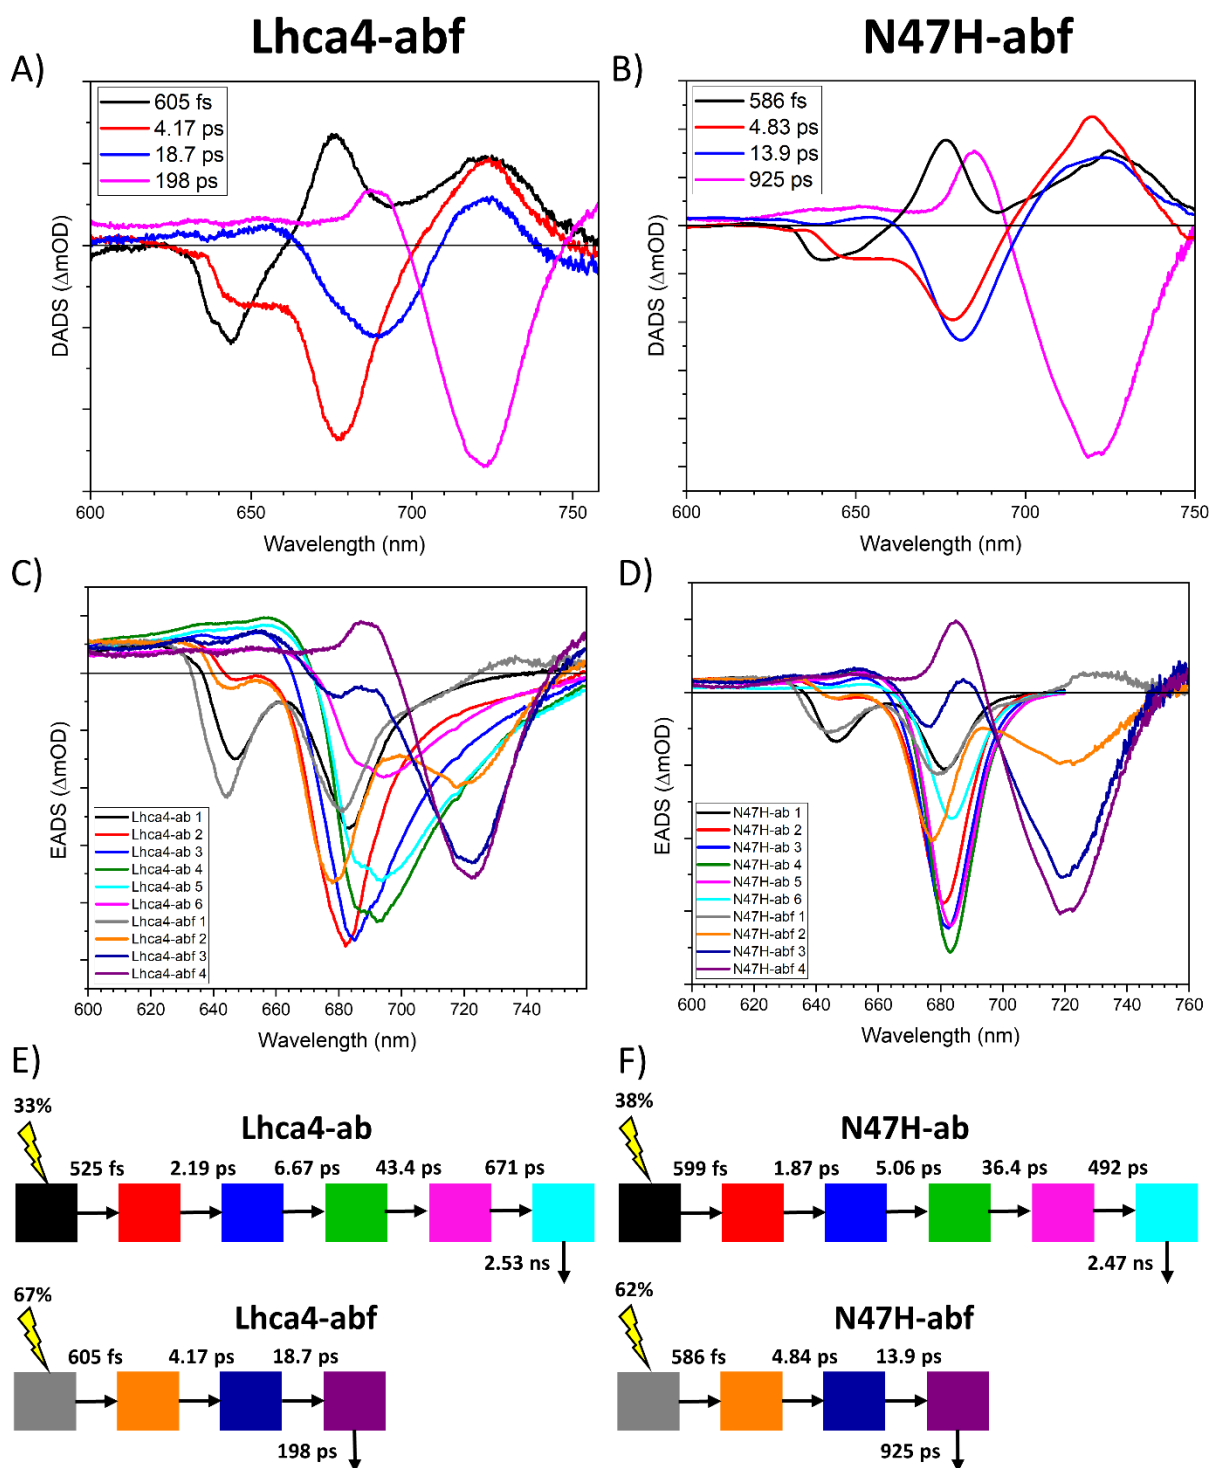 Lhca4-abf
N47H-abf
A)
605 fs
4.17 ps
18.7 ps
198 ps
DADS (ΔmOD)
600 650 700 750
Wavelength (nm)
B)
586 fs
4.83 ps
13.9 ps
925 ps
DADS (ΔmOD)
600 650 700 750
Wavelength (nm)
C)
Lhca4-ab 1
Lhca4-ab 2
Lhca4-ab 3
Lhca4-ab 4
Lhca4-ab 5
Lhca4-ab 6
Lhca4-abf 1
Lhca4-abf 2
Lhca4-abf 3
Lhca4-abf 4
EADS (ΔmOD)
600 620 640 660 680 700 720 740
Wavelength (nm)
D)
N47H-ab 1
N47H-ab 2
N47H-ab 3
N47H-ab 4
N47H-ab 5
N47H-ab 6
N47H-abf 1
N47H-abf 2
N47H-abf 3
N47H-abf 4
EADS (ΔmOD)
600 620 640 660 680 700 720 740 760
Wavelength (nm)
E)
33%
Lhca4-ab
525 fs 2.19 ps 6.67 ps 43.4 ps 671 ps
2.53 ns
67%
Lhca4-abf
605 fs 4.17 ps 18.7 ps
198 ps
F)
38%
N47H-ab
599 fs 1.87 ps 5.06 ps 36.4 ps 492 ps
2.47 ns
62%
N47H-abf
586 fs 4.84 ps 13.9 ps
925 ps